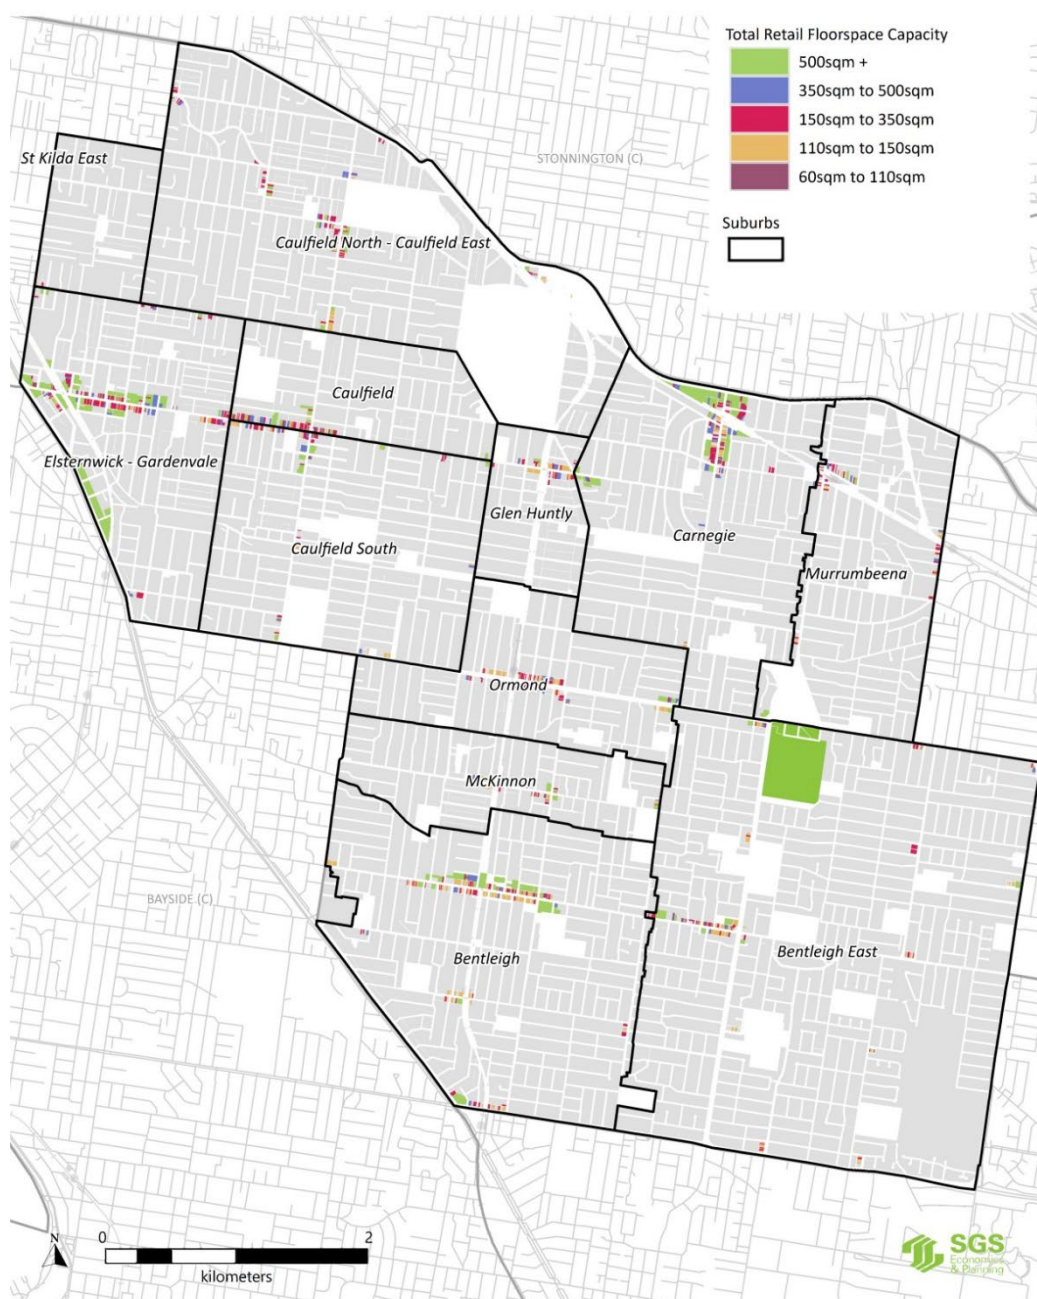 Total Retail Floorspace Capacity
500sqm +
350sqm to 500sqm
150sqm to 350sqm
110sqm to 150sqm
60sqm to 110sqm
Suburbs
St Kilda East
STONNINGTON (C)
Caulfield North - Caulfield East
Caulfield
Elsternwick - Gardenvale
Glen Huntly
Carnegie
Caulfield South
Murrumbeena
Ormond
McKinnon
BAYSIDE (C)
Bentleigh
Bentleigh East
N
0
2
kilometers
SGS
Economics
& Planning